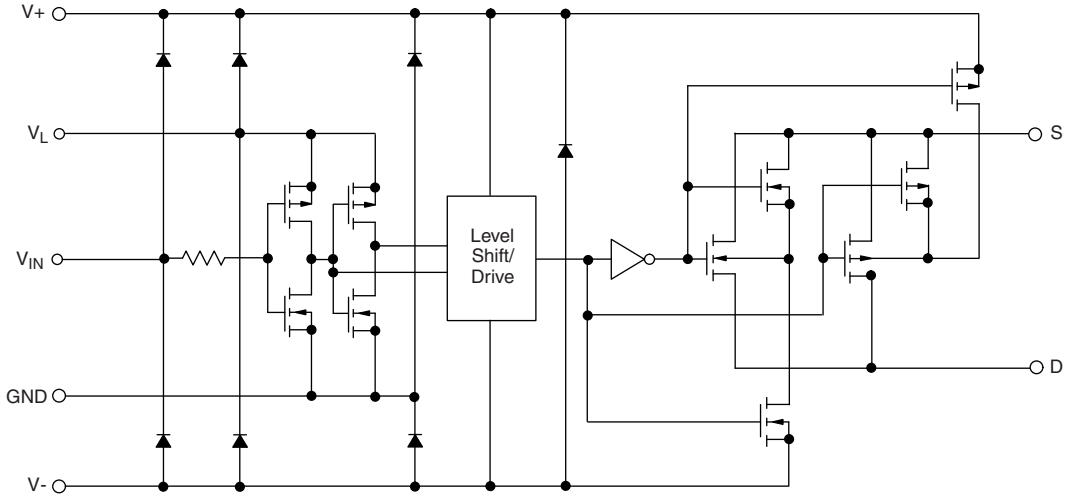 V+
VL
VIN
GND
V-
Level
Shift/
Drive
S
D